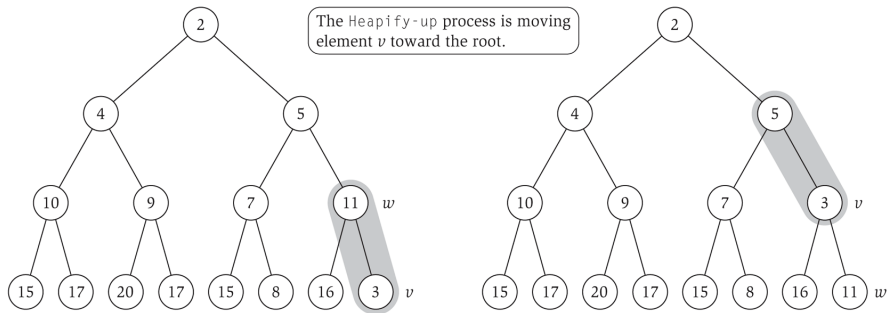 The Heapify-up process is moving
element v toward the root.
2
4 5
10 9 7 11 w
15 17 20 17 15 8 16 3 v
2
4 5
10 9 7 3 v
15 17 20 17 15 8 16 11 w